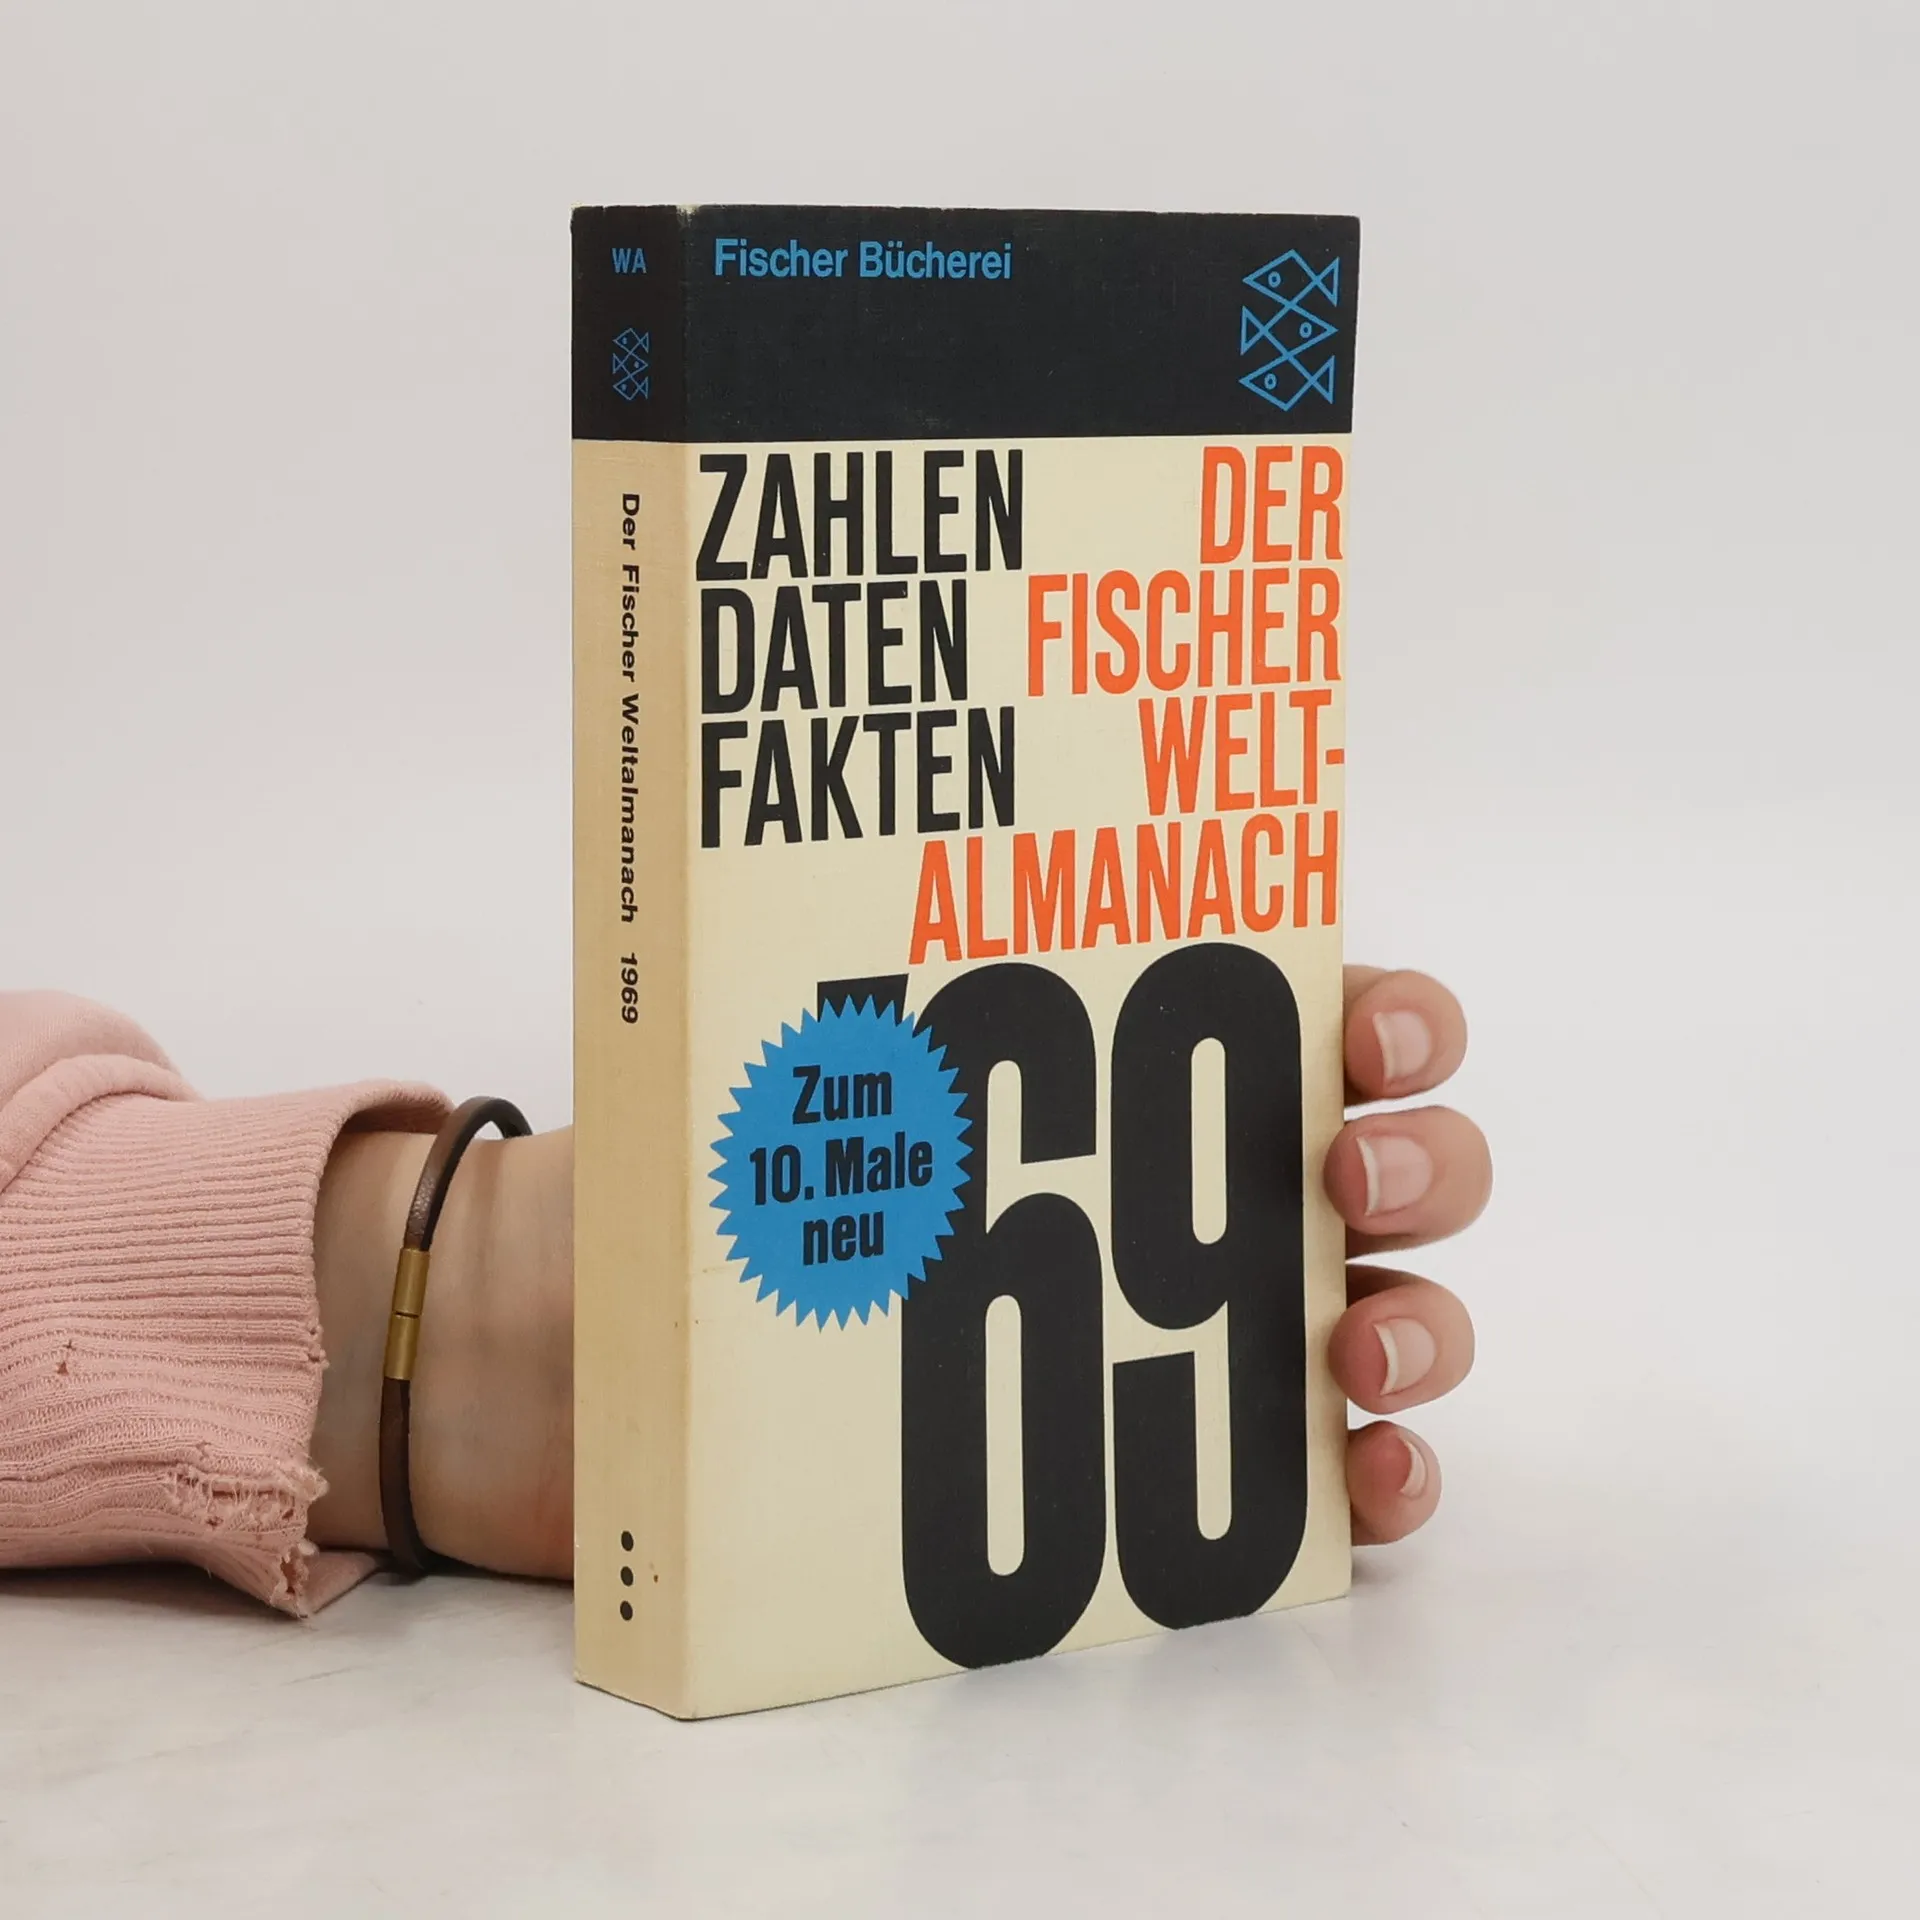 WA
Der Fischer Weltalmanach 1969
Fischer Bücherei
ZAHLEN
DATEN
FAKTEN
DER
FISCHER
WELT-
ALMANACH
'69
Zum
10. Male
neu